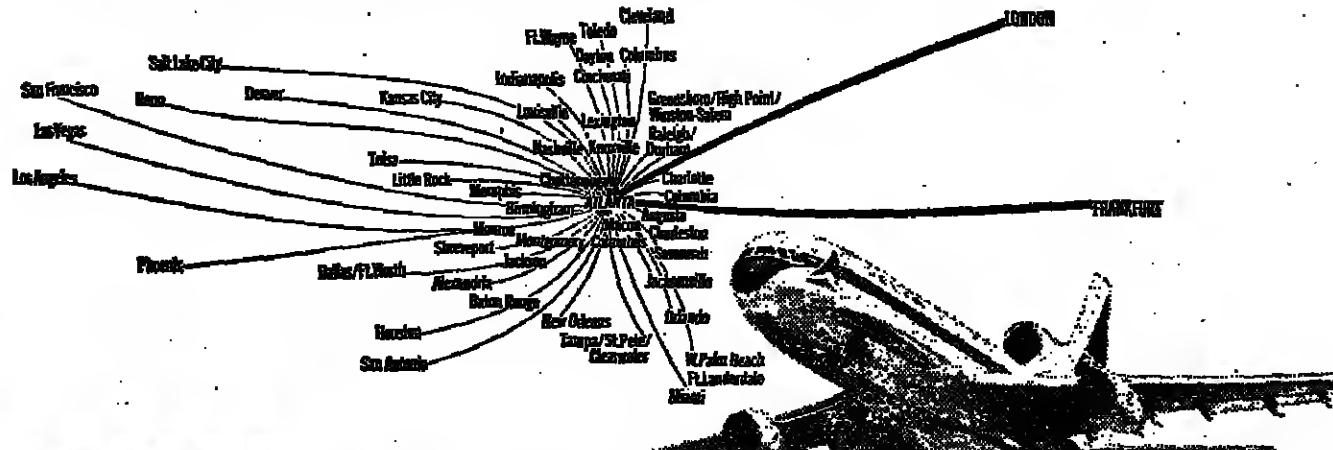 Cleveland
LONDON
Ft.Wayne
Toledo
Dayton
Columbus
Salt Lake City
Indianapolis
Cincinnati
San Francisco
Reno
Denver
Kansas City
Louisville
Lexington
Greensboro/High Point/
Winston-Salem
Raleigh/
Durham
Las Vegas
Nashville
Knoxville
Tulsa
Los Angeles
Little Rock
Chattanooga
Charlotte
Memphis
Columbia
Birmingham
ATLANTA
FRANKFURT
Augusta
Monroe
Macon
Charleston
Shreveport
Montgomery
Columbus
Savannah
Phoenix
Dallas/Ft.Worth
Jackson
Alexandria
Jacksonville
Baton Rouge
New Orleans
Orlando
Houston
Tampa/St.Pete/
Clearwater
San Antonio
W.Palm Beach
Ft.Lauderdale
Miami